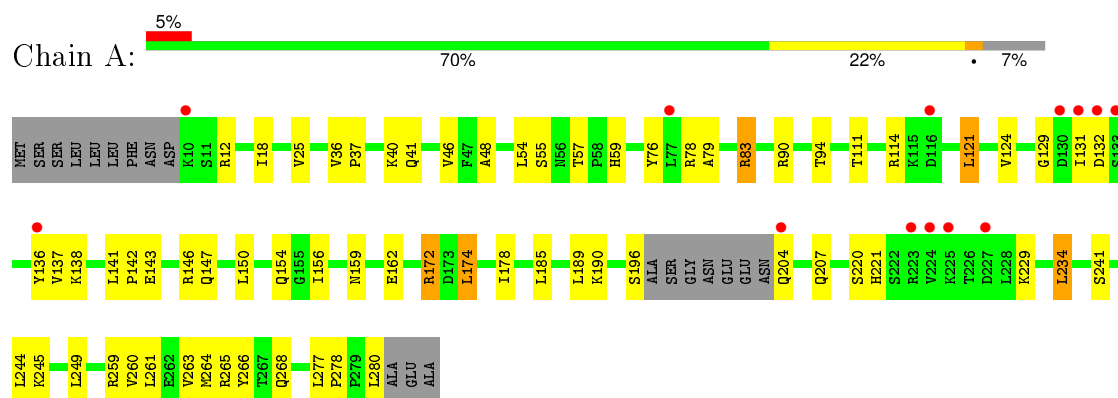 5%
Chain A:
70% 22% • 7%
MET SER SER LEU LEU LEU PHE ASN ASP K10 S11 R12 I18 V25 V36 P37 K40 Q41 V46 F47 A48 L54 S55 N56 T57 P58 H59 Y76 L77 R78 A79 R83 R90 T94 T111 R114 K115 D116 L121 V124 G129 D130 I131 D132 S133
Y136 V137 K138 L141 P142 E143 R146 Q147 L150 Q154 G155 I156 N159 E162 R172 D173 L174 I178 L185 L189 K190 S196 ALA SER GLY ASN GLU GLU ASN Q204 Q207 S220 H221 S222 R223 V224 K225 T226 D227 L228 K229 L234 S241
L244 K245 L249 R259 V260 L261 E262 V263 M264 R265 Y266 T267 Q268 L277 P278 P279 L280 ALA GLU ALA